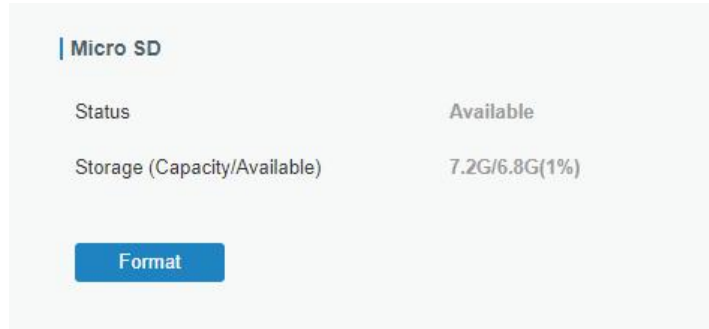 Micro SD
Status Available
Storage (Capacity/Available) 7.2G/6.8G(1%)
Format